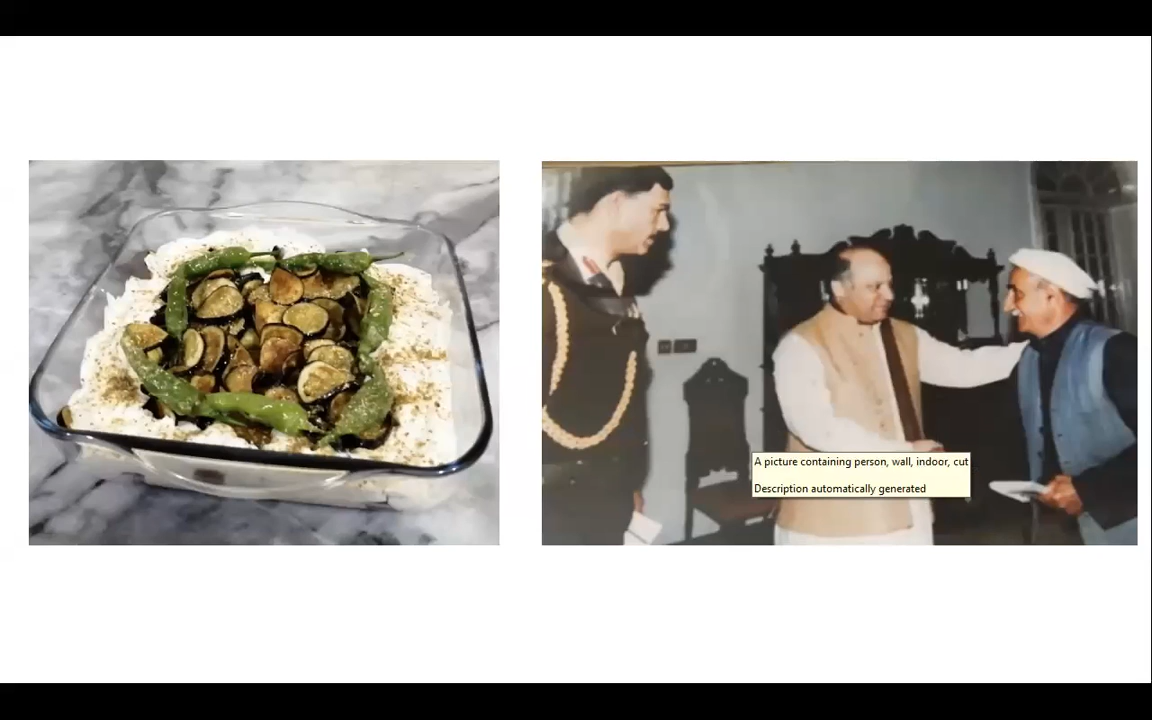 A picture containing person, wall, indoor, cut
Description automatically generated